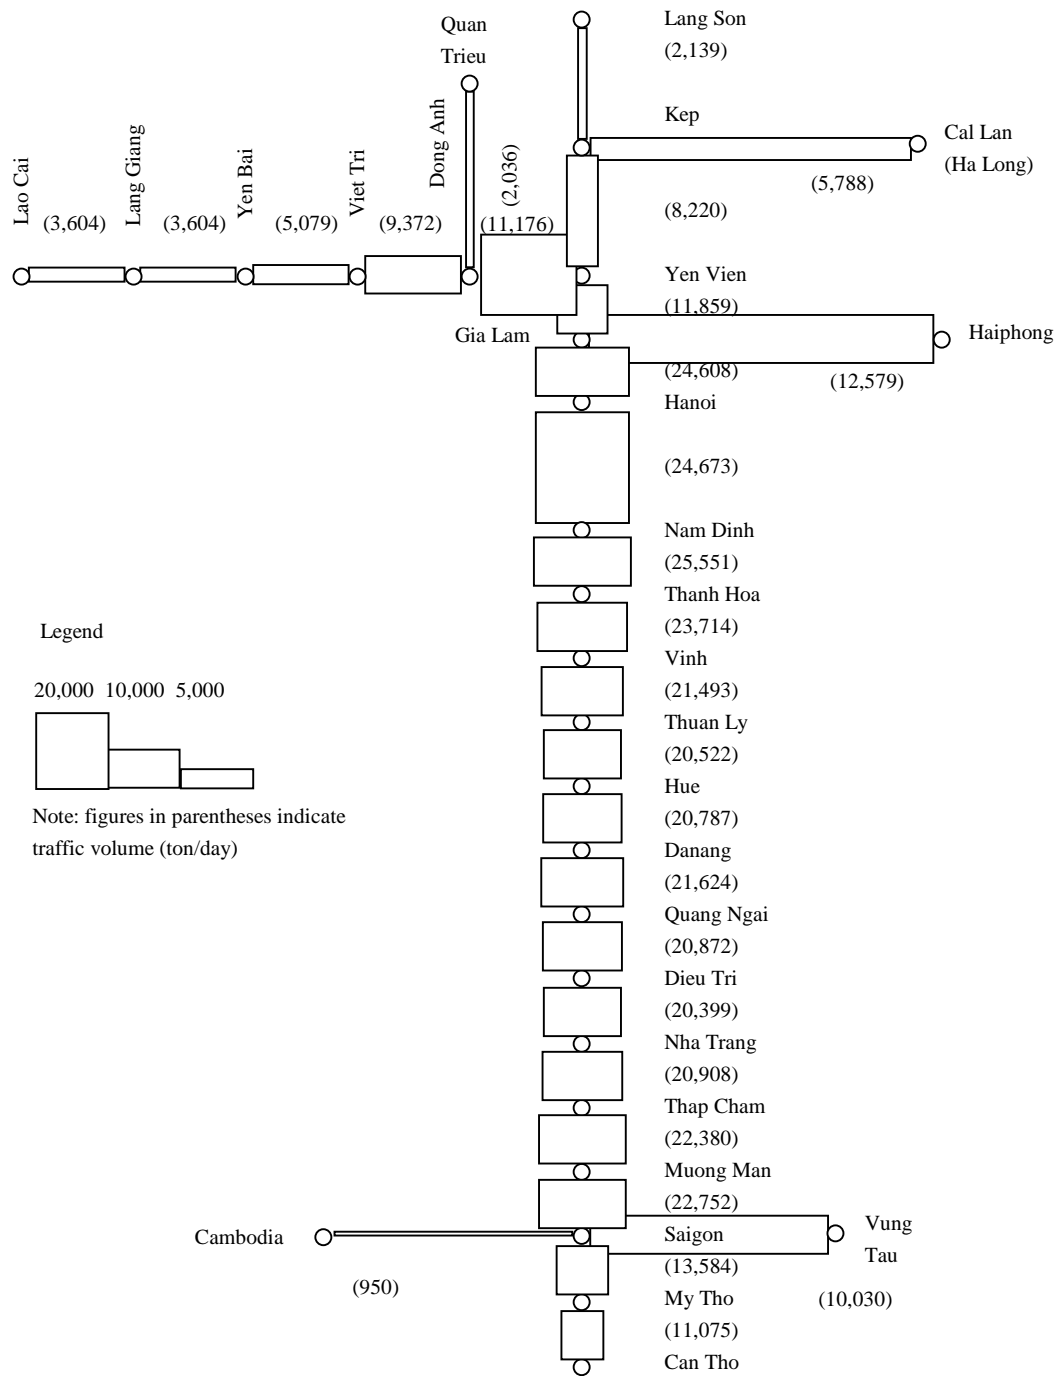 Quan
Trieu
Lang Son
(2,139)
Kep
Cal Lan
(Ha Long)
(5,788)
(8,220)
Lao Cai
(3,604)
Lang Giang
(3,604)
Yen Bai
(5,079)
Viet Tri
(9,372)
Dong Anh
(2,036)
(11,176)
Yen Vien
(11,859)
Gia Lam
Haiphong
(24,608)
(12,579)
Hanoi
(24,673)
Nam Dinh
(25,551)
Thanh Hoa
(23,714)
Vinh
(21,493)
Thuan Ly
(20,522)
Hue
(20,787)
Danang
(21,624)
Quang Ngai
(20,872)
Dieu Tri
(20,399)
Nha Trang
(20,908)
Thap Cham
(22,380)
Muong Man
(22,752)
Saigon
(13,584)
My Tho
(11,075)
Can Tho
Vung
Tau
(10,030)
Cambodia
(950)
Legend
20,000 10,000 5,000
Note: figures in parentheses indicate
traffic volume (ton/day)